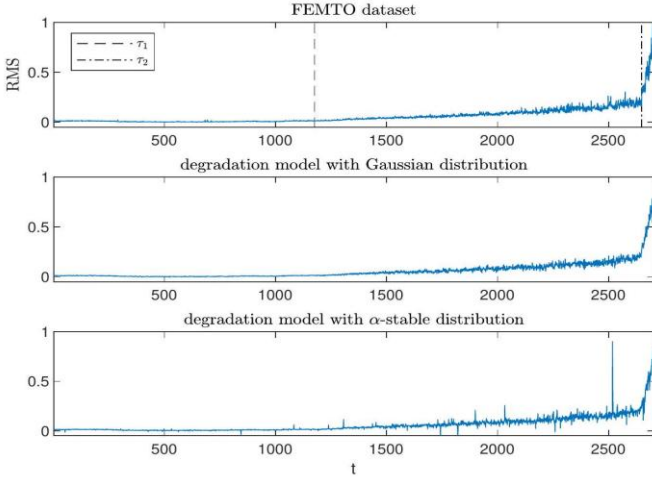 FEMTO dataset
1
0.5
0
RMS
τ₁
τ₂
500 1000 1500 2000 2500
degradation model with Gaussian distribution
1
0.5
0
500 1000 1500 2000 2500
degradation model with α-stable distribution
1
0.5
0
500 1000 1500 2000 2500
t